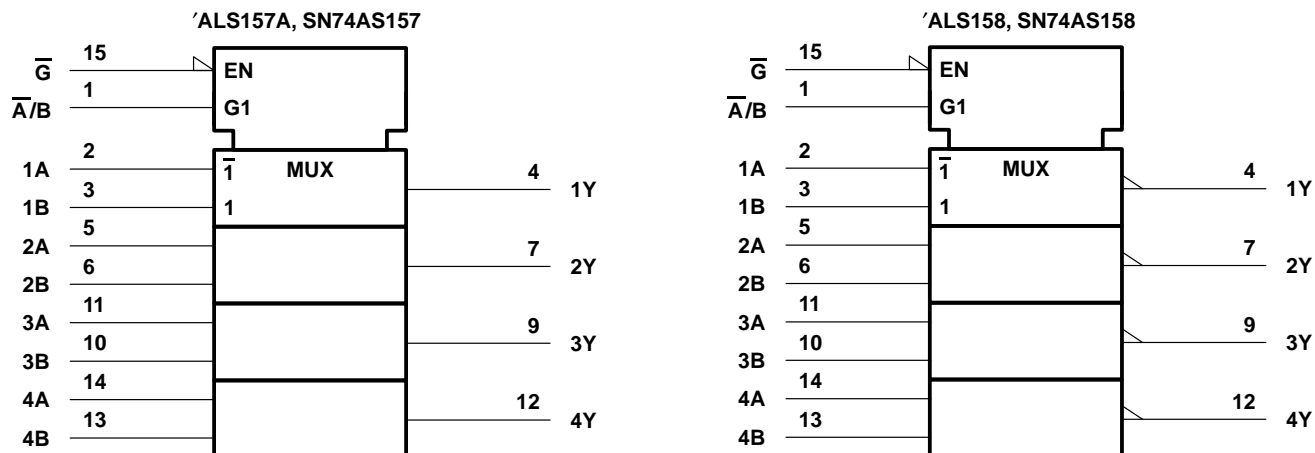 ′ALS157A, SN74AS157
G̅ 15 EN
A̅/B 1 G1
MUX
1A 2 1̅
1B 3 1
4 1Y
2A 5
2B 6
7 2Y
3A 11
3B 10
9 3Y
4A 14
4B 13
12 4Y
′ALS158, SN74AS158
G̅ 15 EN
A̅/B 1 G1
MUX
1A 2 1̅
1B 3 1
4 1Y
2A 5
2B 6
7 2Y
3A 11
3B 10
9 3Y
4A 14
4B 13
12 4Y